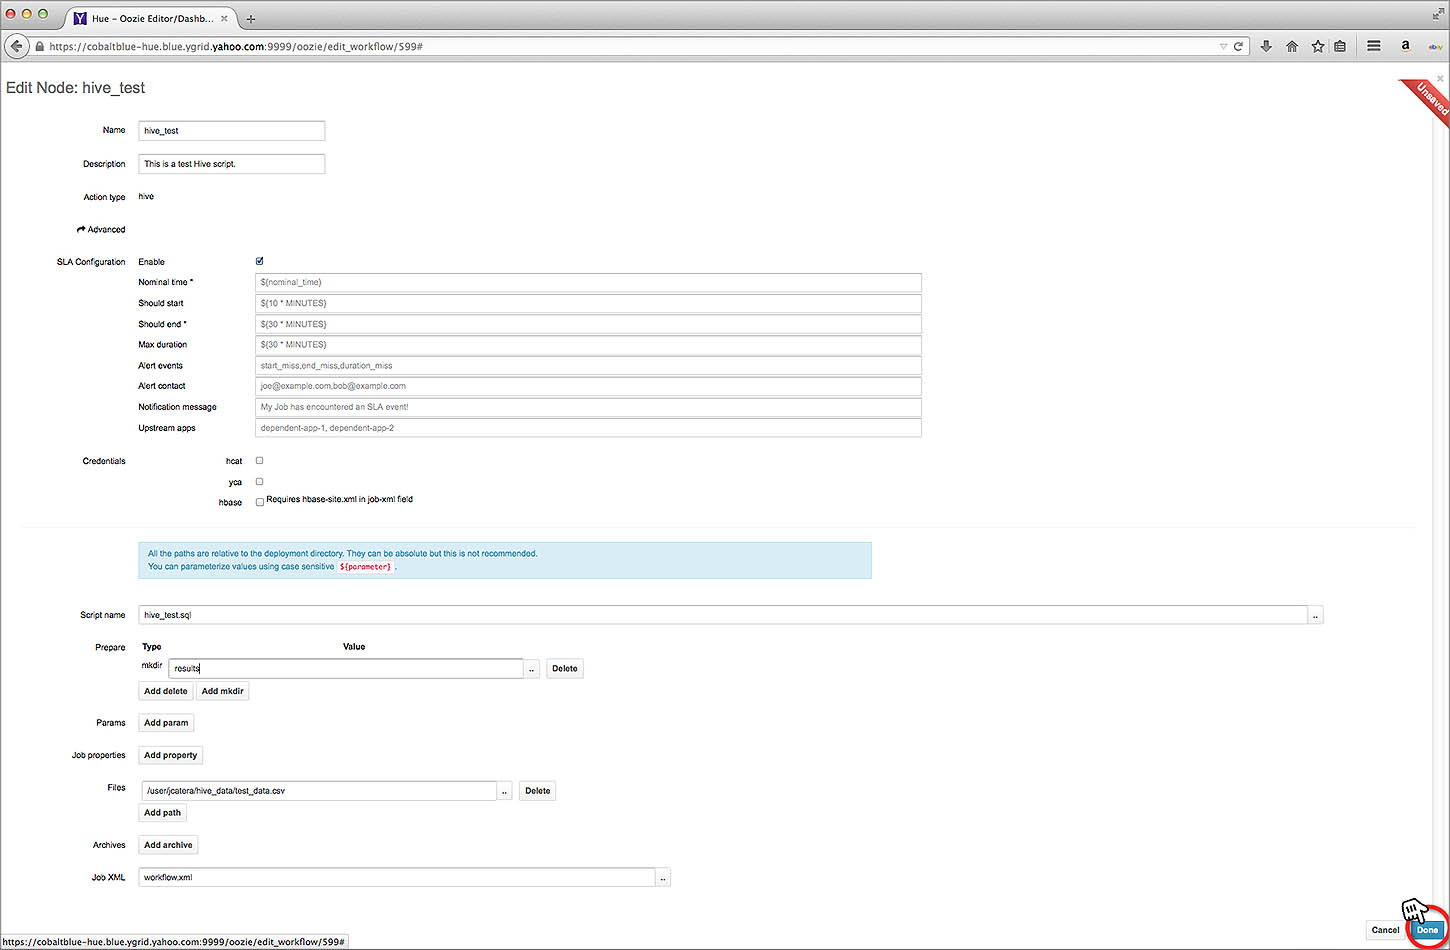 Hue - Oozie Editor/Dashb...
https://cobaltblue-hue.blue.ygrid.yahoo.com:9999/oozie/edit_workflow/599#
Edit Node: hive_test
Unsaved
Name hive_test
Description This is a test Hive script.
Action type hive
Advanced
SLA Configuration Enable
Nominal time * ${nominal_time}
Should start ${10 * MINUTES}
Should end * ${30 * MINUTES}
Max duration ${30 * MINUTES}
Alert events start_miss,end_miss,duration_miss
Alert contact joe@example.com,bob@example.com
Notification message My Job has encountered an SLA event!
Upstream apps dependent-app-1, dependent-app-2
Credentials hcat
yca
hbase Requires hbase-site.xml in job-xml field
All the paths are relative to the deployment directory. They can be absolute but this is not recommended.
You can parameterize values using case sensitive ${parameter} .
Script name hive_test.sql ..
Prepare Type Value
mkdir results .. Delete
Add delete Add mkdir
Params Add param
Job properties Add property
Files /user/jcatera/hive_data/test_data.csv .. Delete
Add path
Archives Add archive
Job XML workflow.xml ..
Cancel Done
https://cobaltblue-hue.blue.ygrid.yahoo.com:9999/oozie/edit_workflow/599#